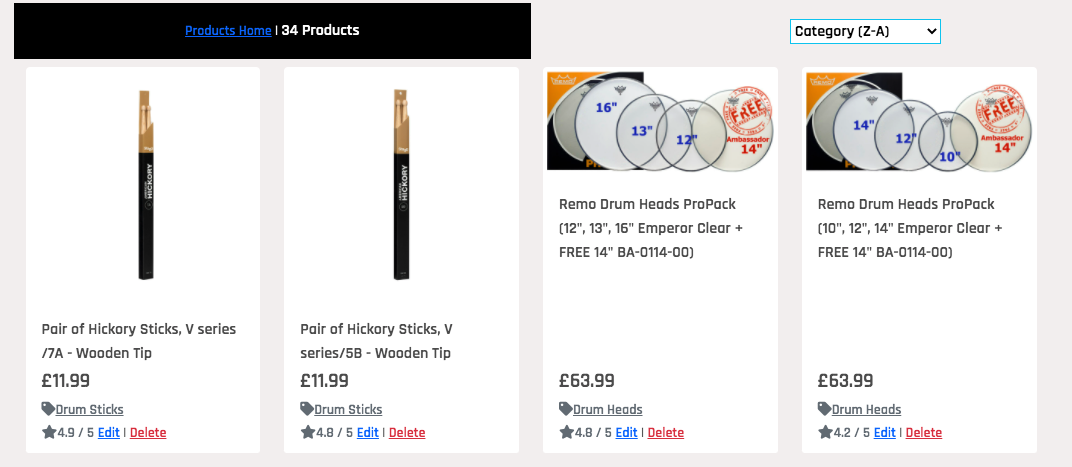 Products Home | 34 Products
Category (Z-A)
HICKORY
HICKORY
16"
13"
12"
FREE
Ambassador
14"
14"
12"
10"
FREE
Ambassador
14"
Pair of Hickory Sticks, V series
/7A - Wooden Tip
£11.99
Drum Sticks
4.9 / 5 Edit | Delete
Pair of Hickory Sticks, V
series/5B - Wooden Tip
£11.99
Drum Sticks
4.8 / 5 Edit | Delete
Remo Drum Heads ProPack
(12", 13", 16" Emperor Clear +
FREE 14" BA-0114-00)
£63.99
Drum Heads
4.8 / 5 Edit | Delete
Remo Drum Heads ProPack
(10", 12", 14" Emperor Clear +
FREE 14" BA-0114-00)
£63.99
Drum Heads
4.2 / 5 Edit | Delete